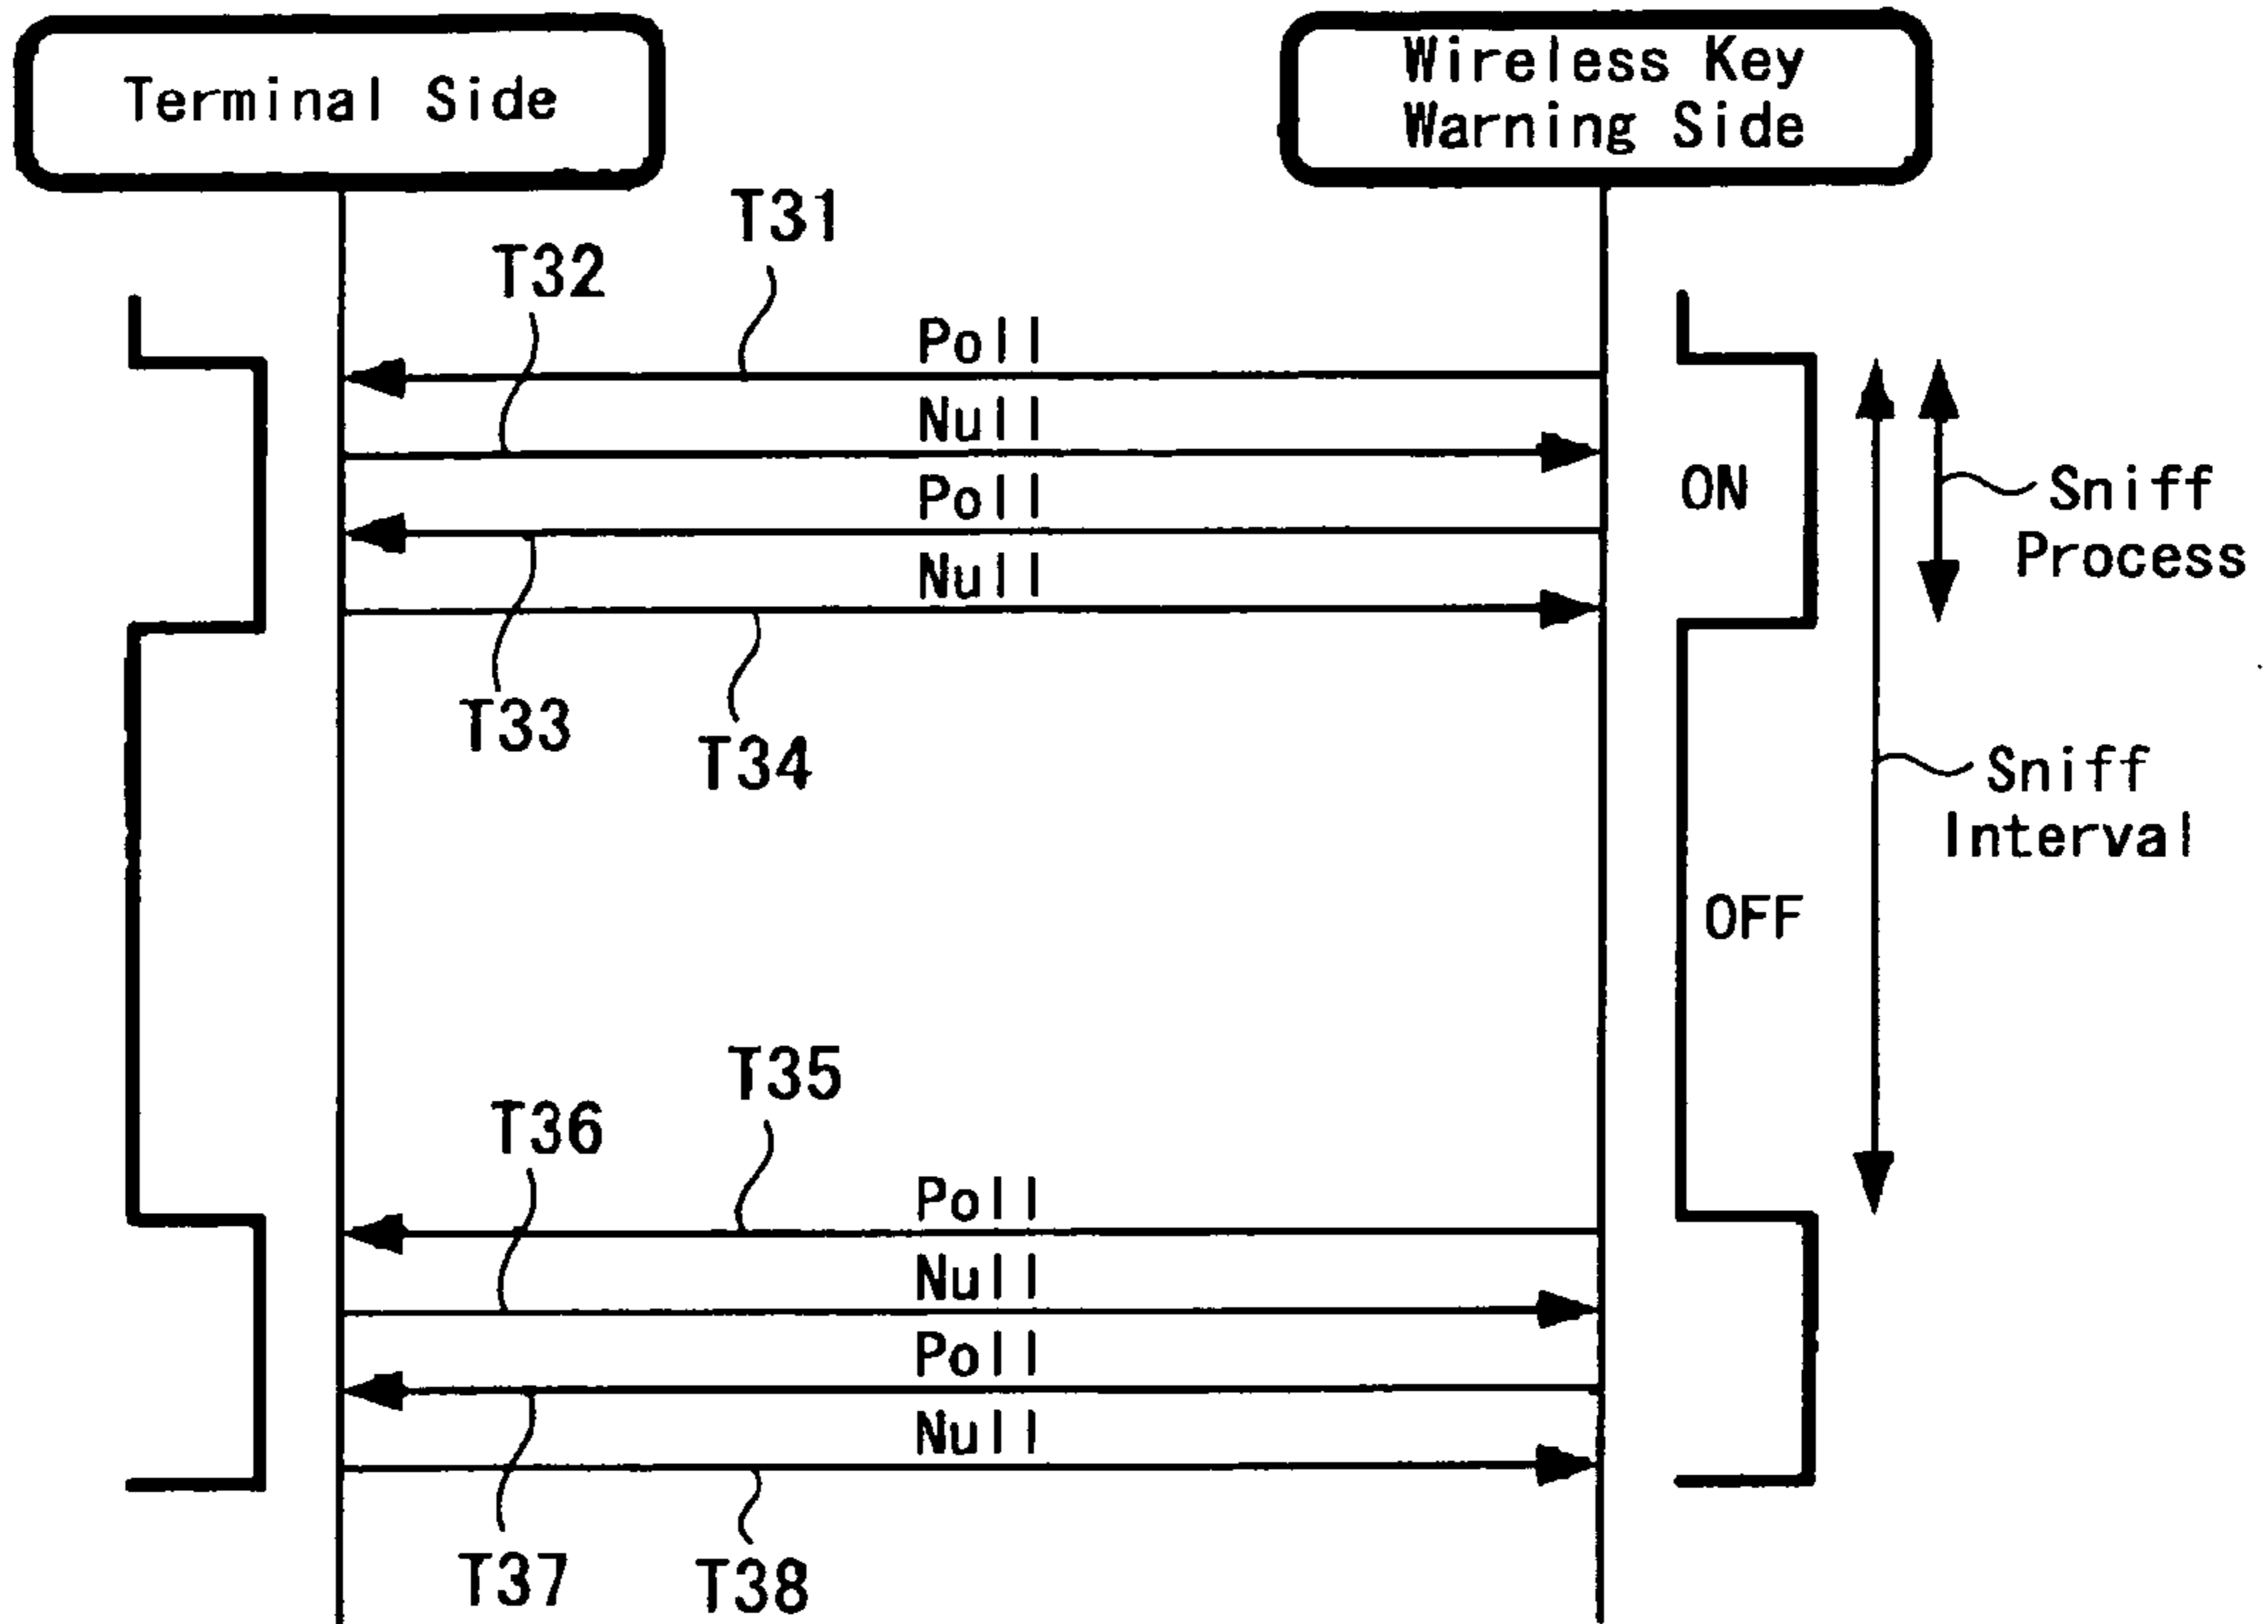 Terminal Side
Wireless Key
Warning Side
T31
T32
Poll
Null
Poll
Null
T33
T34
ON
Sniff
Process
Sniff
Interval
OFF
T35
T36
Poll
Null
Poll
Null
T37
T38